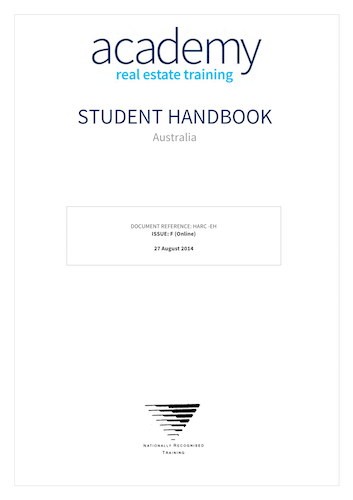 academy
real estate training
STUDENT HANDBOOK
Australia
DOCUMENT REFERENCE: HARC -EH
ISSUE: F (Online)
27 August 2014
NATIONALLY RECOGNISED
TRAINING